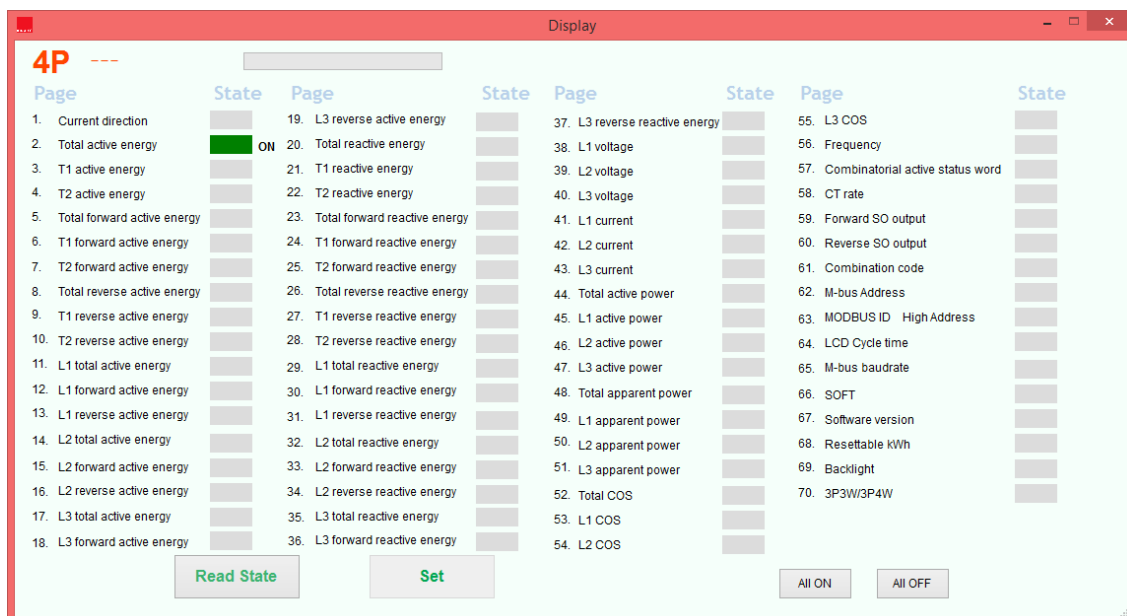 Display
4P ---
Page State Page State Page State Page State
1. Current direction
2. Total active energy ON
3. T1 active energy
4. T2 active energy
5. Total forward active energy
6. T1 forward active energy
7. T2 forward active energy
8. Total reverse active energy
9. T1 reverse active energy
10. T2 reverse active energy
11. L1 total active energy
12. L1 forward active energy
13. L1 reverse active energy
14. L2 total active energy
15. L2 forward active energy
16. L2 reverse active energy
17. L3 total active energy
18. L3 forward active energy
19. L3 reverse active energy
20. Total reactive energy
21. T1 reactive energy
22. T2 reactive energy
23. Total forward reactive energy
24. T1 forward reactive energy
25. T2 forward reactive energy
26. Total reverse reactive energy
27. T1 reverse reactive energy
28. T2 reverse reactive energy
29. L1 total reactive energy
30. L1 forward reactive energy
31. L1 reverse reactive energy
32. L2 total reactive energy
33. L2 forward reactive energy
34. L2 reverse reactive energy
35. L3 total reactive energy
36. L3 forward reactive energy
37. L3 reverse reactive energy
38. L1 voltage
39. L2 voltage
40. L3 voltage
41. L1 current
42. L2 current
43. L3 current
44. Total active power
45. L1 active power
46. L2 active power
47. L3 active power
48. Total apparent power
49. L1 apparent power
50. L2 apparent power
51. L3 apparent power
52. Total COS
53. L1 COS
54. L2 COS
55. L3 COS
56. Frequency
57. Combinatorial active status word
58. CT rate
59. Forward SO output
60. Reverse SO output
61. Combination code
62. M-bus Address
63. MODBUS ID High Address
64. LCD Cycle time
65. M-bus baudrate
66. SOFT
67. Software version
68. Resettable kWh
69. Backlight
70. 3P3W/3P4W
Read State Set All ON All OFF